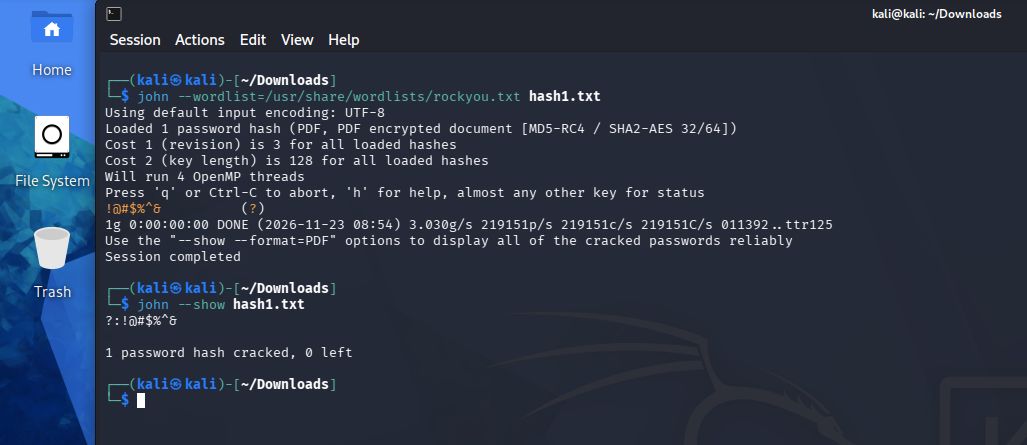 kali@kali: ~/Downloads
Session Actions Edit View Help
Home
File System
Trash
┌──(kali㉿kali)-[~/Downloads]
└─$ john --wordlist=/usr/share/wordlists/rockyou.txt hash1.txt
Using default input encoding: UTF-8
Loaded 1 password hash (PDF, PDF encrypted document [MD5-RC4 / SHA2-AES 32/64])
Cost 1 (revision) is 3 for all loaded hashes
Cost 2 (key length) is 128 for all loaded hashes
Will run 4 OpenMP threads
Press 'q' or Ctrl-C to abort, 'h' for help, almost any other key for status
!@#$%^&          (?)
1g 0:00:00:00 DONE (2026-11-23 08:54) 3.030g/s 219151p/s 219151c/s 219151C/s 011392..ttr125
Use the "--show --format=PDF" options to display all of the cracked passwords reliably
Session completed
┌──(kali㉿kali)-[~/Downloads]
└─$ john --show hash1.txt
?:!@#$%^&
1 password hash cracked, 0 left
┌──(kali㉿kali)-[~/Downloads]
└─$